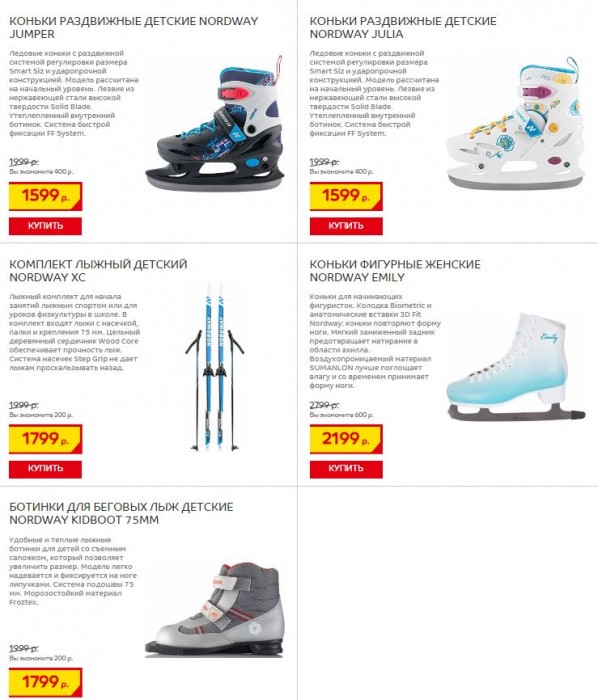 КОНЬКИ РАЗДВИЖНЫЕ ДЕТСКИЕ NORDWAY
JUMPER
Ледовые коньки с раздвижной
системой регулировки размера
Smart Siz и ударопрочной
конструкцией. Модель рассчитана
на начальный уровень. Лезвие из
нержавеющей стали высокой
твердости Solid Blade.
Утеплепленный внутренний
ботинок. Система быстрой
фиксации FF System.
1999 р.
Вы экономите 400 р.
1599 р.
КУПИТЬ
КОНЬКИ РАЗДВИЖНЫЕ ДЕТСКИЕ
NORDWAY JULIA
Ледовые коньки с раздвижной
системой регулировки размера
Smart Siz и ударопрочной
конструкцией. Модель рассчитана
на начальный уровень. Лезвие из
нержавеющей стали высокой
твердости Solid Blade.
Утеплепленный внутренний
ботинок. Система быстрой
фиксации FF System.
1999 р.
Вы экономите 400 р.
1599 р.
КУПИТЬ
КОМПЛЕКТ ЛЫЖНЫЙ ДЕТСКИЙ
NORDWAY XC
Лыжный комплект для начала
занятий лыжным спортом или для
уроков физкультуры в школе. В
комплект входят лыжи с насечкой,
палки и крепления 75 мм. Цельный
деревянный сердечник Wood Core
обеспечивает прочность лыж.
Система насечек Step Grip не дает
лыжам проскальзывать назад.
NORDWAY
NORDWAY
1999 р.
Вы экономите 200 р.
1799 р.
КУПИТЬ
КОНЬКИ ФИГУРНЫЕ ЖЕНСКИЕ
NORDWAY EMILY
Коньки для начинающих
фигуристок. Колодка Biometric и
анатомические вставки 3D Fit
Nordway: коньки повторяют форму
ноги. Мягкий заниженный задник
предотвращает натирание в
области ахилла.
Воздухопроницаемый материал
SUMANLON лучше поглощает
влагу и со временем принимает
форму ноги.
Emily
2799 р.
Вы экономите 600 р.
2199 р.
КУПИТЬ
БОТИНКИ ДЛЯ БЕГОВЫХ ЛЫЖ ДЕТСКИЕ
NORDWAY KIDBOOT 75MM
Удобные и теплые лыжные
ботинки для детей со съемным
сапожком, который позволяет
увеличить размер. Модель легко
надевается и фиксируется на ноге
липучками. Система подошвы 75
мм. Морозостойкий материал
Froztex.
1999 р.
Вы экономите 200 р.
1799 р.